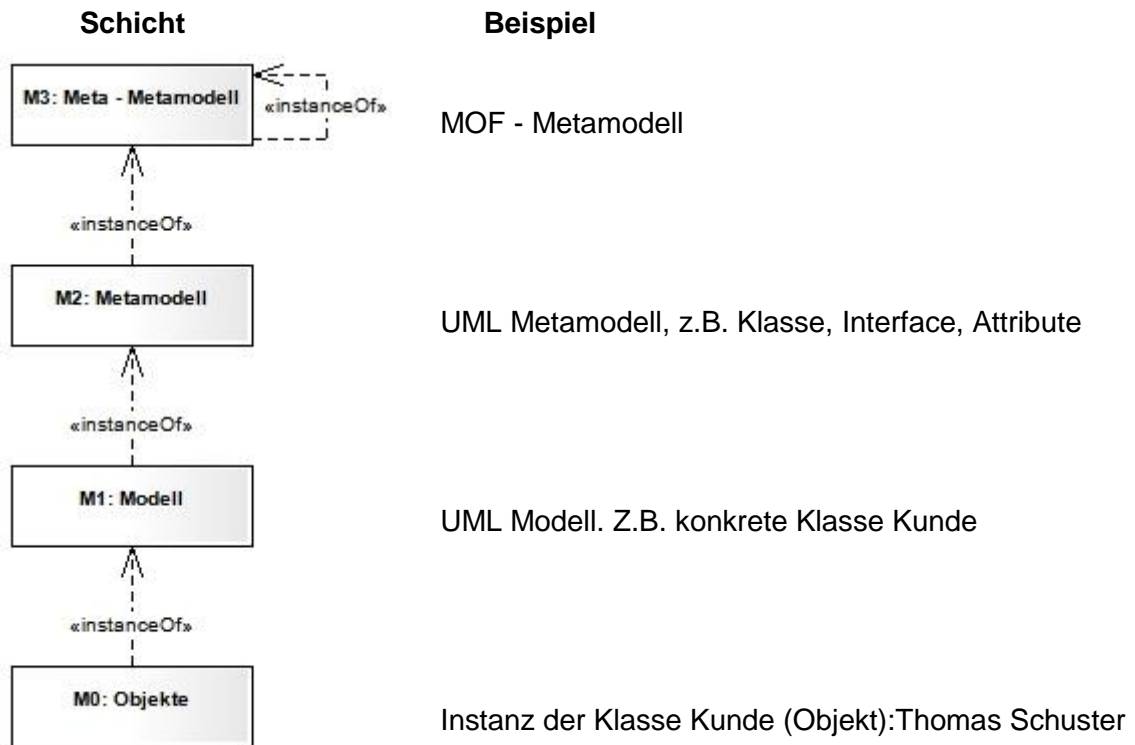 Schicht Beispiel
M3: Meta - Metamodell
«instanceOf»
MOF - Metamodell
«instanceOf»
M2: Metamodell
UML Metamodell, z.B. Klasse, Interface, Attribute
«instanceOf»
M1: Modell
UML Modell. Z.B. konkrete Klasse Kunde
«instanceOf»
M0: Objekte
Instanz der Klasse Kunde (Objekt):Thomas Schuster